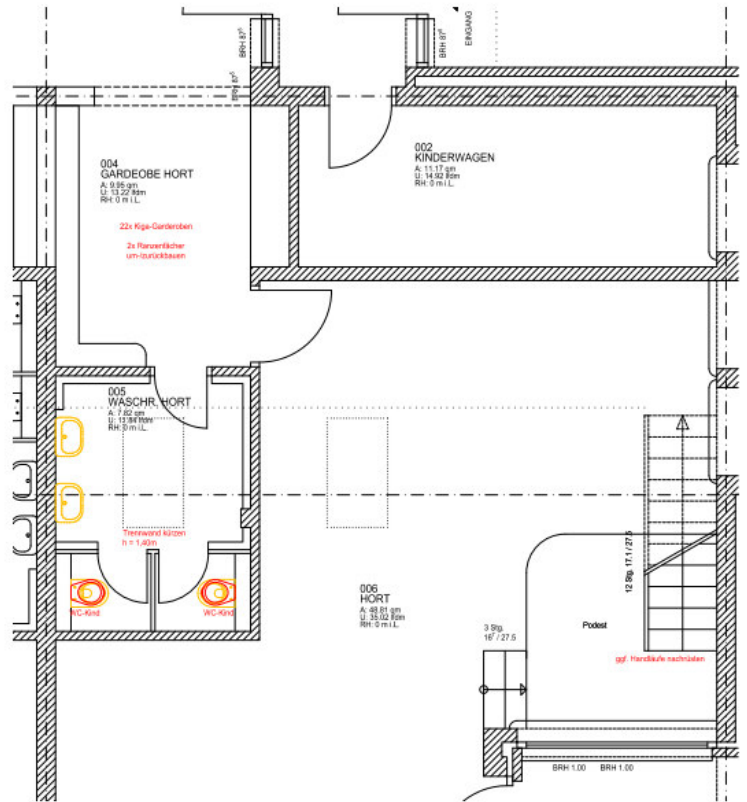 BRH 87⁵
BRH 87⁵
EINGANG
BRH 87⁵
004
GARDEOBE HORT
A: 9.95 qm
U: 13.22 lfdm
RH: 0 m i.L.
22x Kiga-Garderoben
2x Ranzenfächer
um-/zurückbauen
002
KINDERWAGEN
A: 11.17 qm
U: 14.92 lfdm
RH: 0 m i.L.
005
WASCHR. HORT
A: 7.82 qm
U: 13.84 lfdm
RH: 0 m i.L.
Trennwand kürzen
h = 1,40m
WC-Kind
WC-Kind
006
HORT
A: 48.81 qm
U: 35.02 lfdm
RH: 0 m i.L.
12 Stg. 17.1 / 27.5
3 Stg.
16⁷ / 27.5
Podest
ggf. Handläufe nachrüsten
BRH 1.00 BRH 1.00